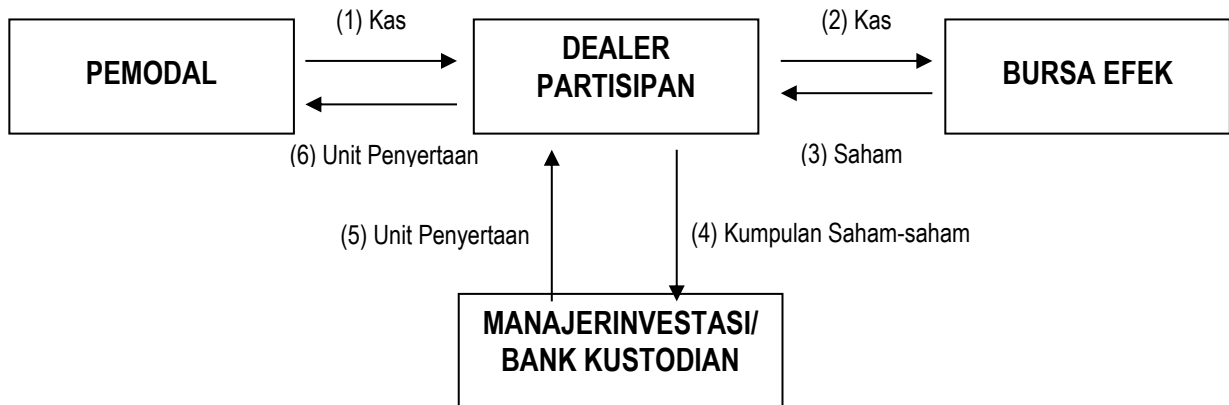 (1) Kas
(2) Kas
PEMODAL
DEALER
PARTISIPAN
BURSA EFEK
(6) Unit Penyertaan
(3) Saham
(5) Unit Penyertaan
(4) Kumpulan Saham-saham
MANAJERINVESTASI/
BANK KUSTODIAN